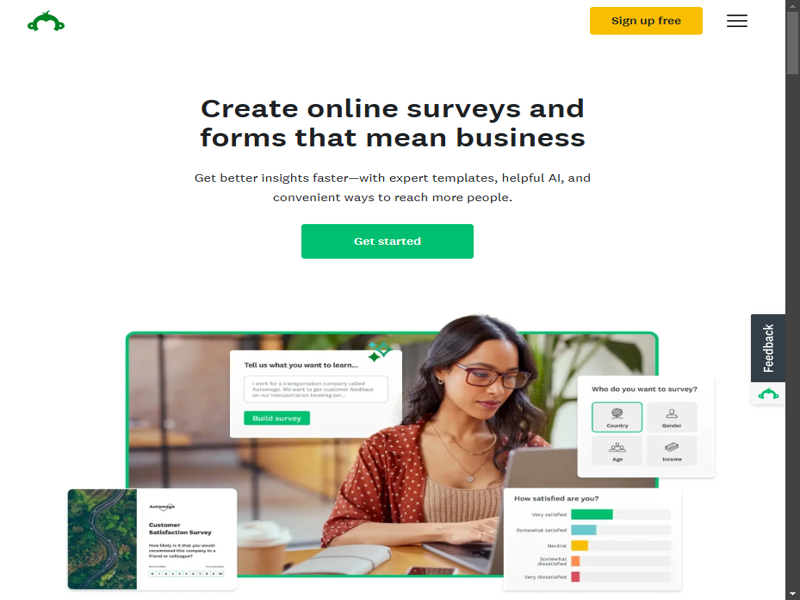 Sign up free
Create online surveys and
forms that mean business
Get better insights faster—with expert templates, helpful AI, and
convenient ways to reach more people.
Get started
Feedback
Tell us what you want to learn...
I work for a transportation company called
Automogo. We want to get customer feedback
on our transportation booking ser...
Build survey
Who do you want to survey?
Country
Gender
Age
Income
Automogo
Customer
Satisfaction Survey
How likely is it that you would
recommend this company to a
friend or colleague?
How satisfied are you?
Very satisfied
Somewhat satisfied
Neutral
Somewhat
dissatisfied
Very dissatisfied